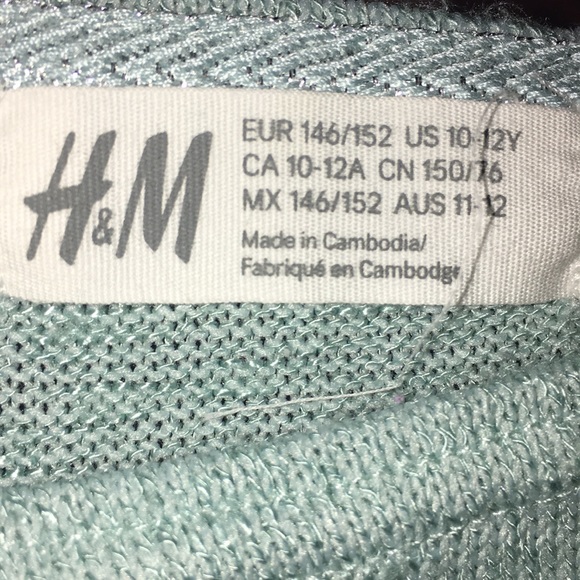 H&M
EUR 146/152 US 10-12Y
CA 10-12A CN 150/76
MX 146/152 AUS 11-12
Made in Cambodia/
Fabriqué en Cambodge